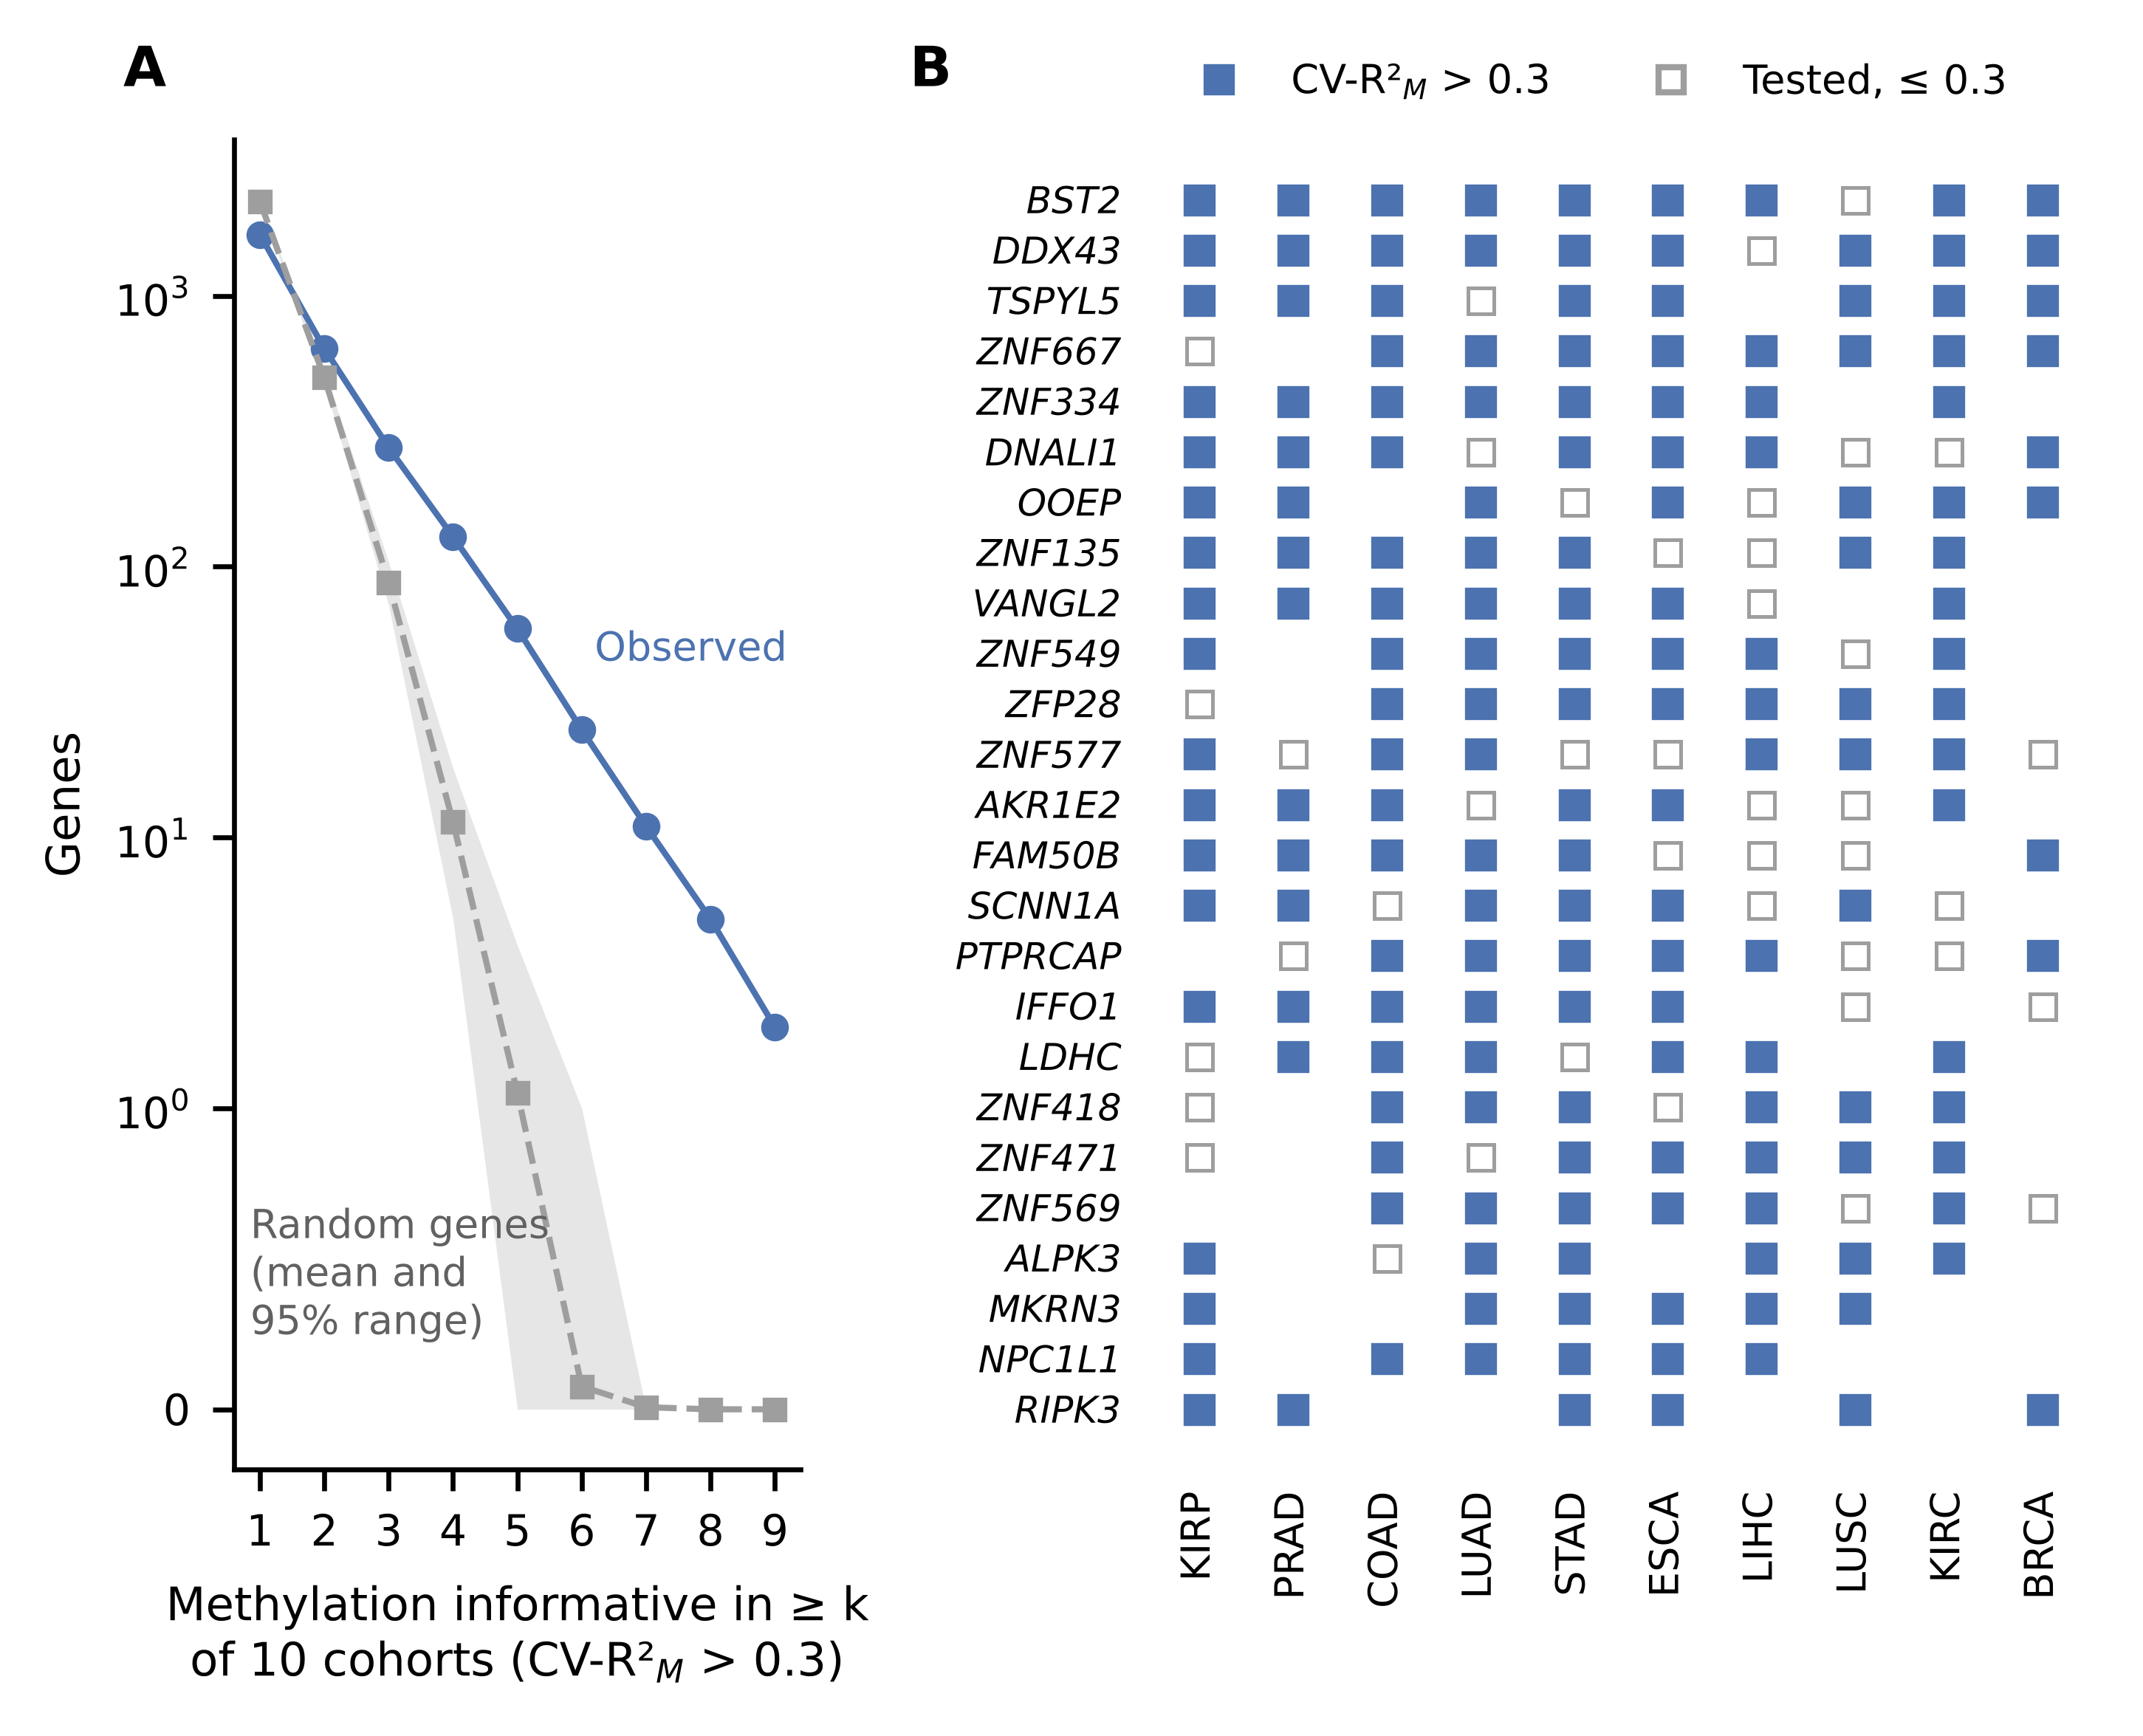 A
Genes
10³
10²
10¹
10⁰
0
Observed
Random genes
(mean and
95% range)
1 2 3 4 5 6 7 8 9
Methylation informative in ≥ k
of 10 cohorts (CV-R²M > 0.3)
B
CV-R²M > 0.3
Tested, ≤ 0.3
BST2
DDX43
TSPYL5
ZNF667
ZNF334
DNALI1
OOEP
ZNF135
VANGL2
ZNF549
ZFP28
ZNF577
AKR1E2
FAM50B
SCNN1A
PTPRCAP
IFFO1
LDHC
ZNF418
ZNF471
ZNF569
ALPK3
MKRN3
NPC1L1
RIPK3
KIRP
PRAD
COAD
LUAD
STAD
ESCA
LIHC
LUSC
KIRC
BRCA